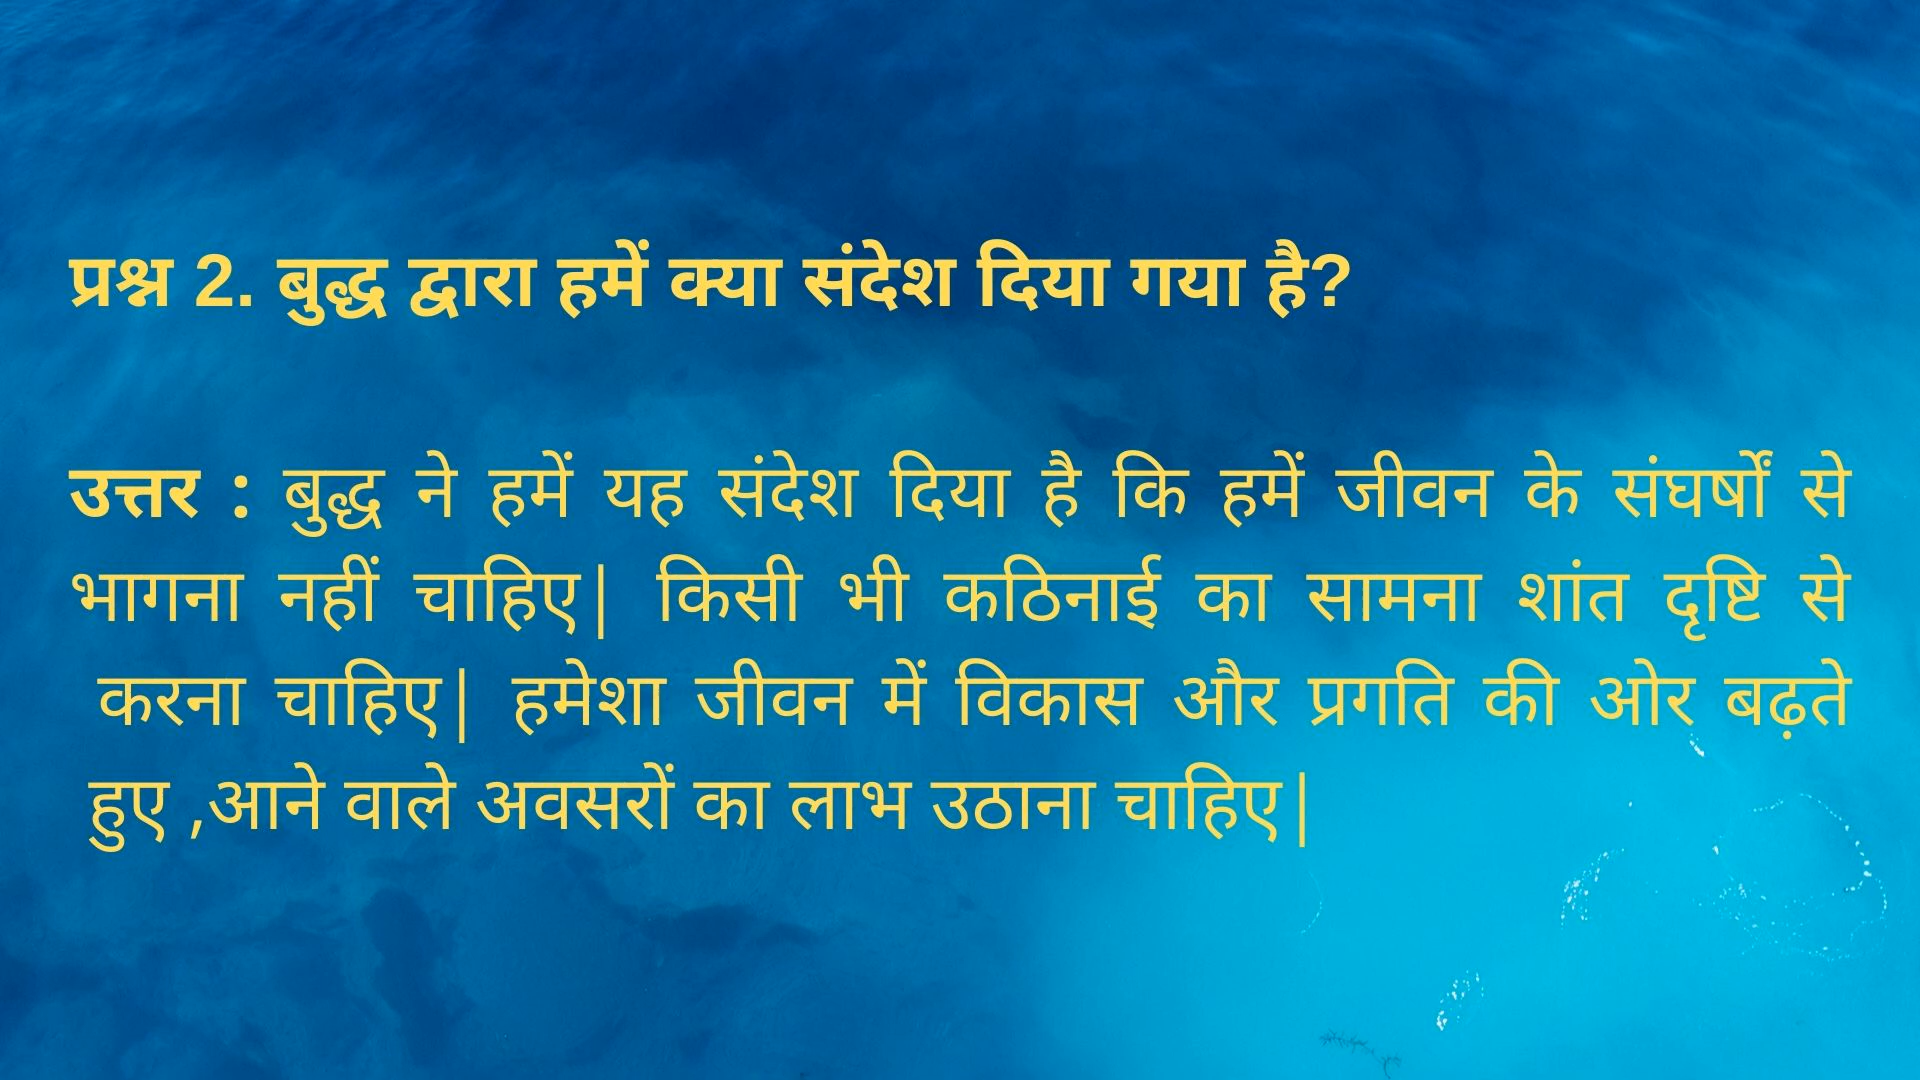 प्रश्न 2. बुद्ध द्वारा हमें क्या संदेश दिया गया है?
उत्तर : बुद्ध ने हमें यह संदेश दिया है कि हमें जीवन के संघर्षों से
भागना नहीं चाहिए| किसी भी कठिनाई का सामना शांत दृष्टि से
करना चाहिए| हमेशा जीवन में विकास और प्रगति की ओर बढ़ते
हुए ,आने वाले अवसरों का लाभ उठाना चाहिए|